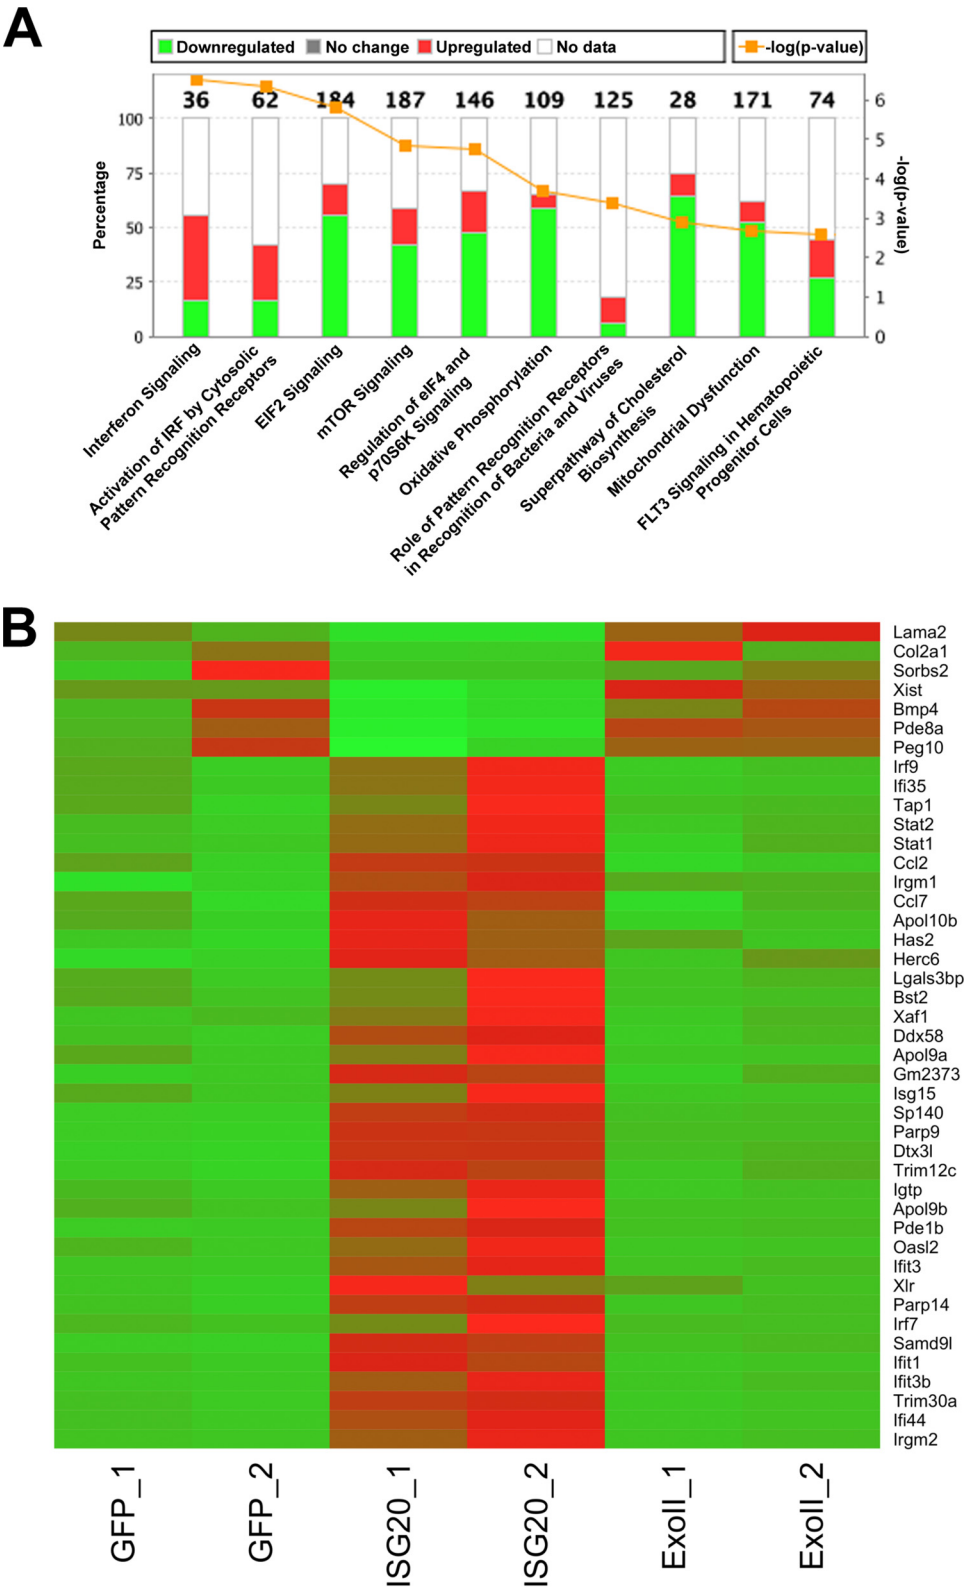 A
Downregulated No change Upregulated No data -log(p-value)
36 62 184 187 146 109 125 28 171 74
100
75
50
25
0
Percentage
6
5
4
3
2
1
0
-log(p-value)
Interferon Signaling
Activation of IRF by Cytosolic
Pattern Recognition Receptors
EIF2 Signaling
mTOR Signaling
Regulation of eIF4 and
p70S6K Signaling
Oxidative Phosphorylation
Role of Pattern Recognition Receptors
in Recognition of Bacteria and Viruses
Superpathway of Cholesterol
Biosynthesis
Mitochondrial Dysfunction
FLT3 Signaling in Hematopoietic
Progenitor Cells
B
Lama2
Col2a1
Sorbs2
Xist
Bmp4
Pde8a
Peg10
Irf9
Ifi35
Tap1
Stat2
Stat1
Ccl2
Irgm1
Ccl7
Apol10b
Has2
Herc6
Lgals3bp
Bst2
Xaf1
Ddx58
Apol9a
Gm2373
Isg15
Sp140
Parp9
Dtx3l
Trim12c
Igtp
Apol9b
Pde1b
Oasl2
Ifit3
Xlr
Parp14
Irf7
Samd9l
Ifit1
Ifit3b
Trim30a
Ifi44
Irgm2
GFP_1
GFP_2
ISG20_1
ISG20_2
ExoII_1
ExoII_2